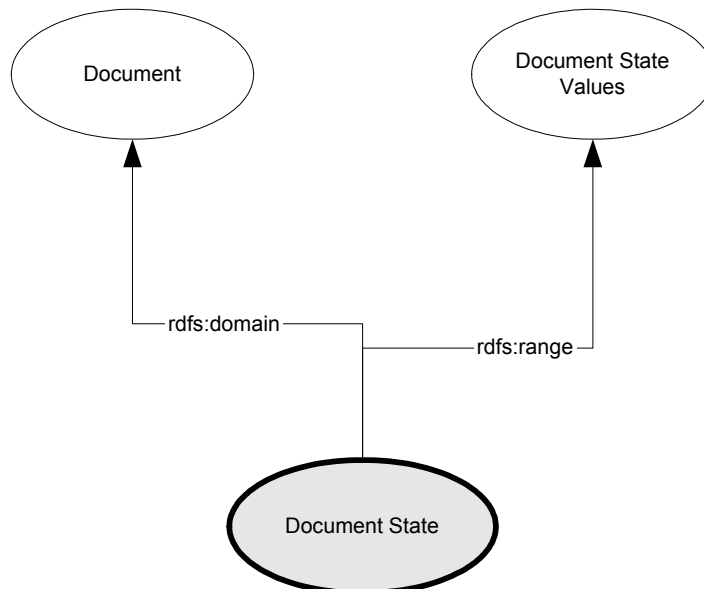 Document
Document State
Values
rdfs:domain
rdfs:range
Document State